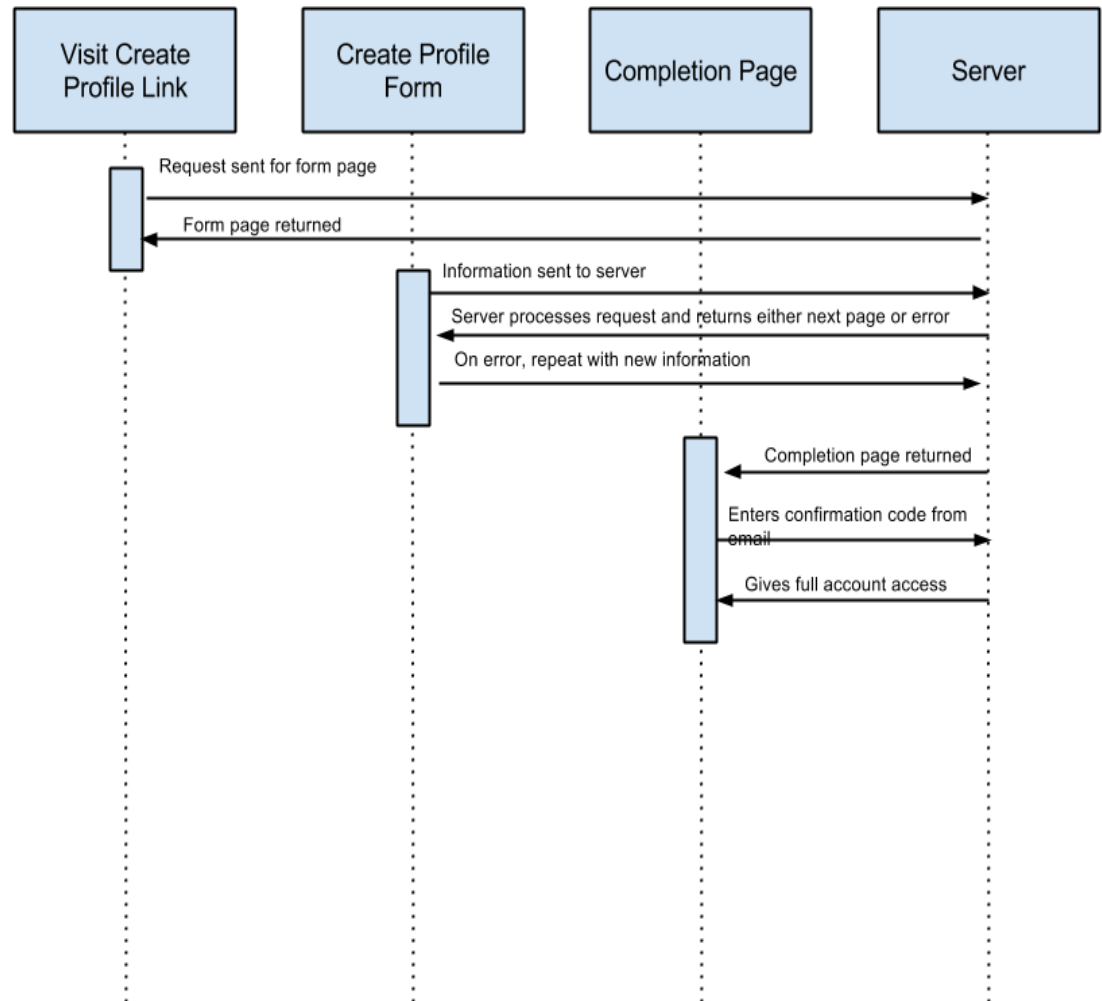 Visit Create
Profile Link
Create Profile
Form
Completion Page
Server
Request sent for form page
Form page returned
Information sent to server
Server processes request and returns either next page or error
On error, repeat with new information
Completion page returned
Enters confirmation code from
email
Gives full account access